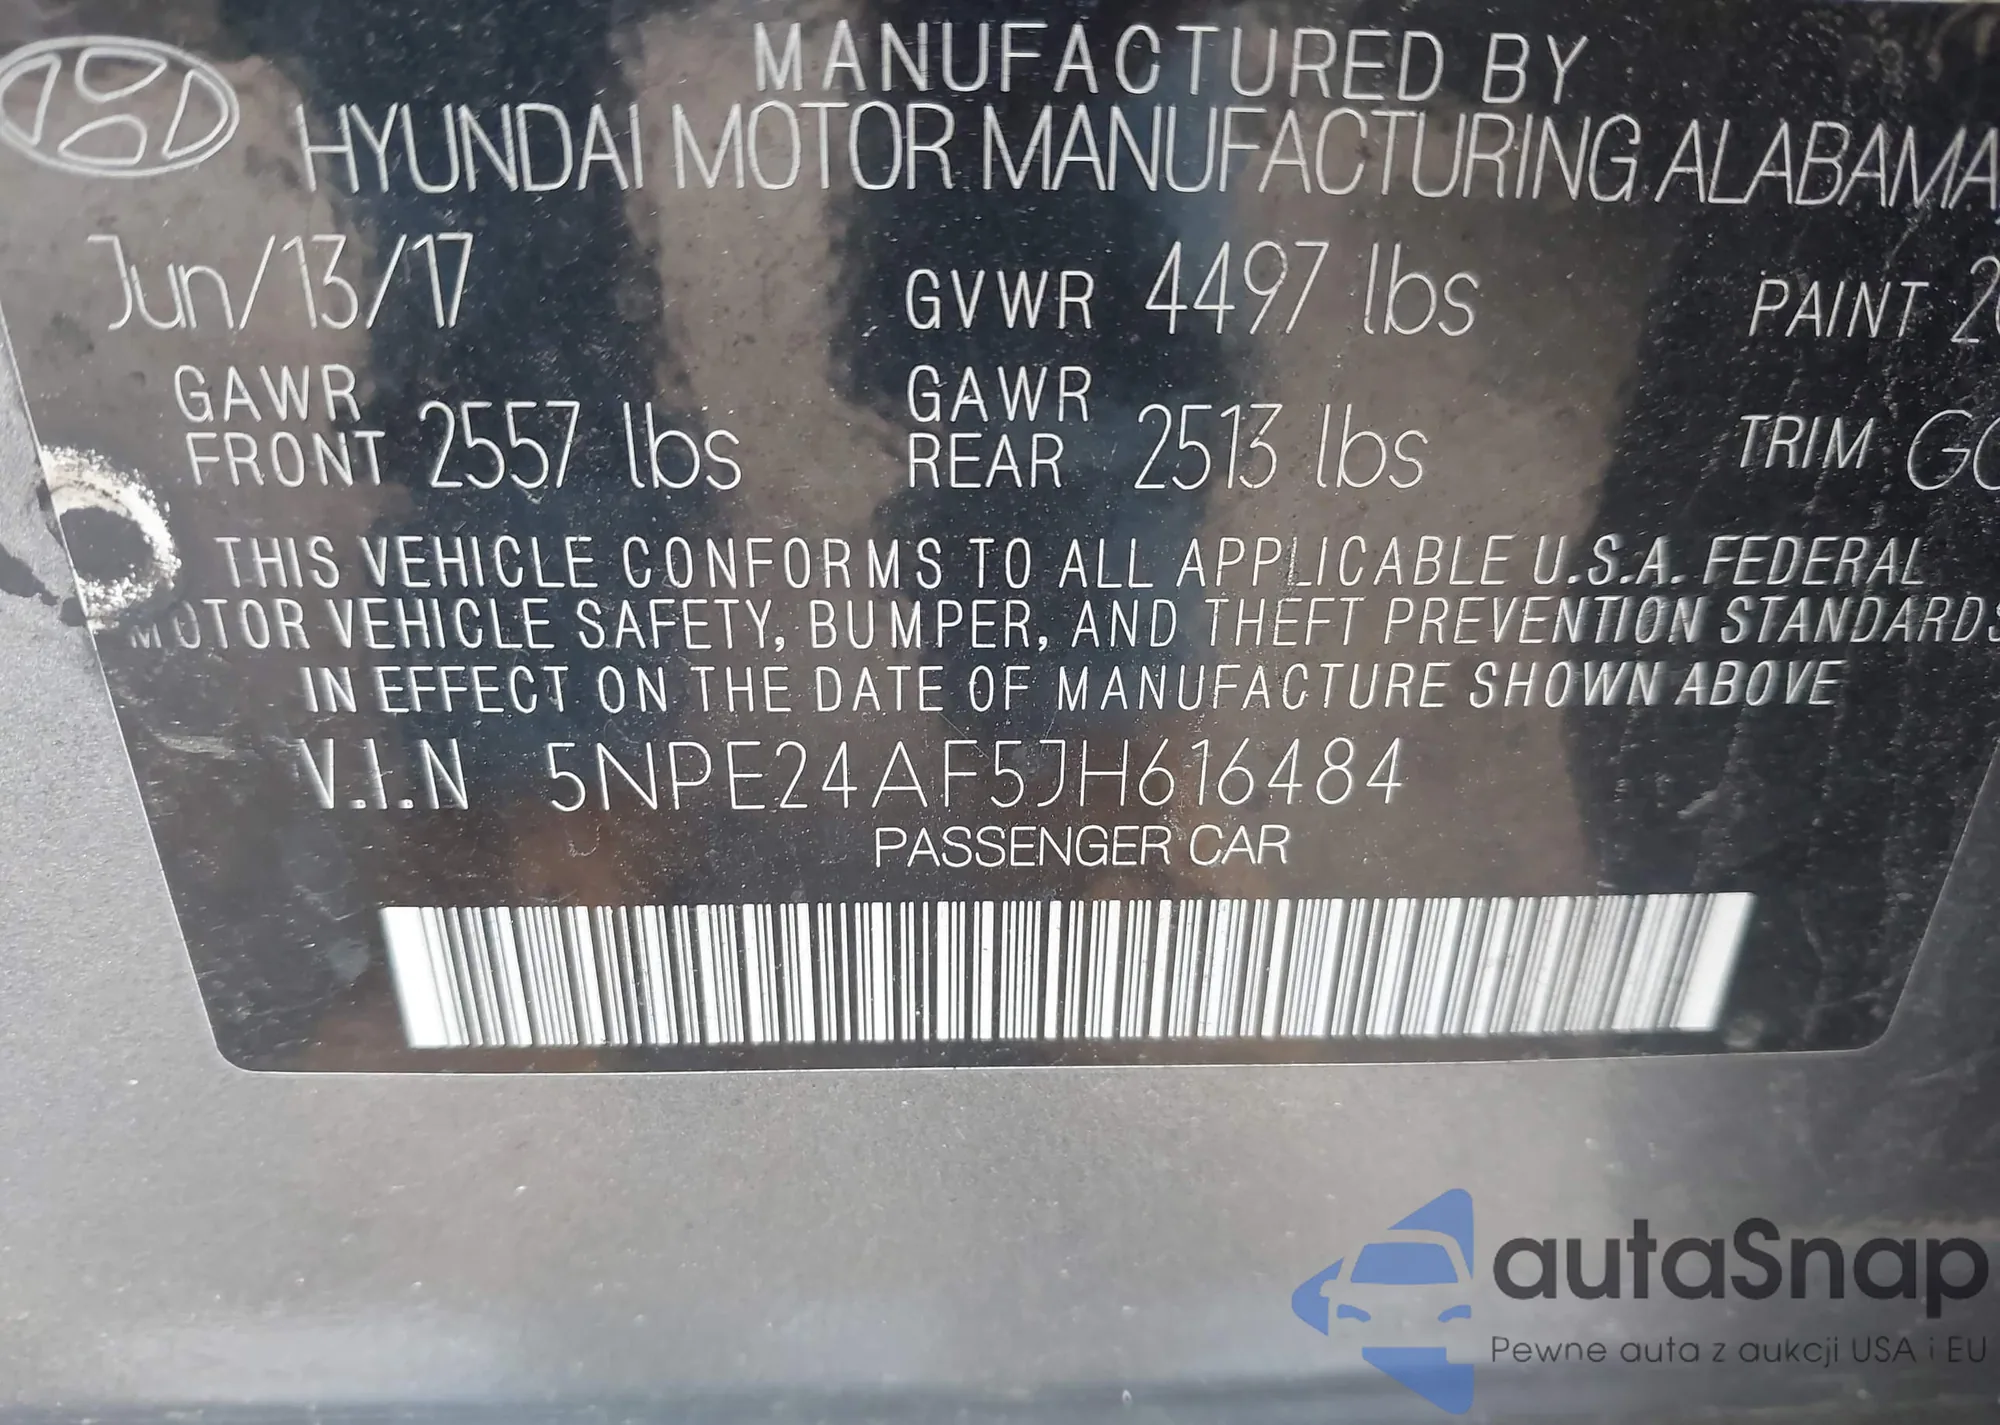 MANUFACTURED BY
HYUNDAI MOTOR MANUFACTURING ALABAMA
Jun/13/17 GVWR 4497 lbs PAINT
GAWR FRONT 2557 lbs GAWR REAR 2513 lbs TRIM
THIS VEHICLE CONFORMS TO ALL APPLICABLE U.S.A. FEDERAL
MOTOR VEHICLE SAFETY, BUMPER, AND THEFT PREVENTION STANDARDS
IN EFFECT ON THE DATE OF MANUFACTURE SHOWN ABOVE
V.I.N 5NPE24AF5JH616484
PASSENGER CAR
autaSnap
Pewne auta z aukcji USA i EU